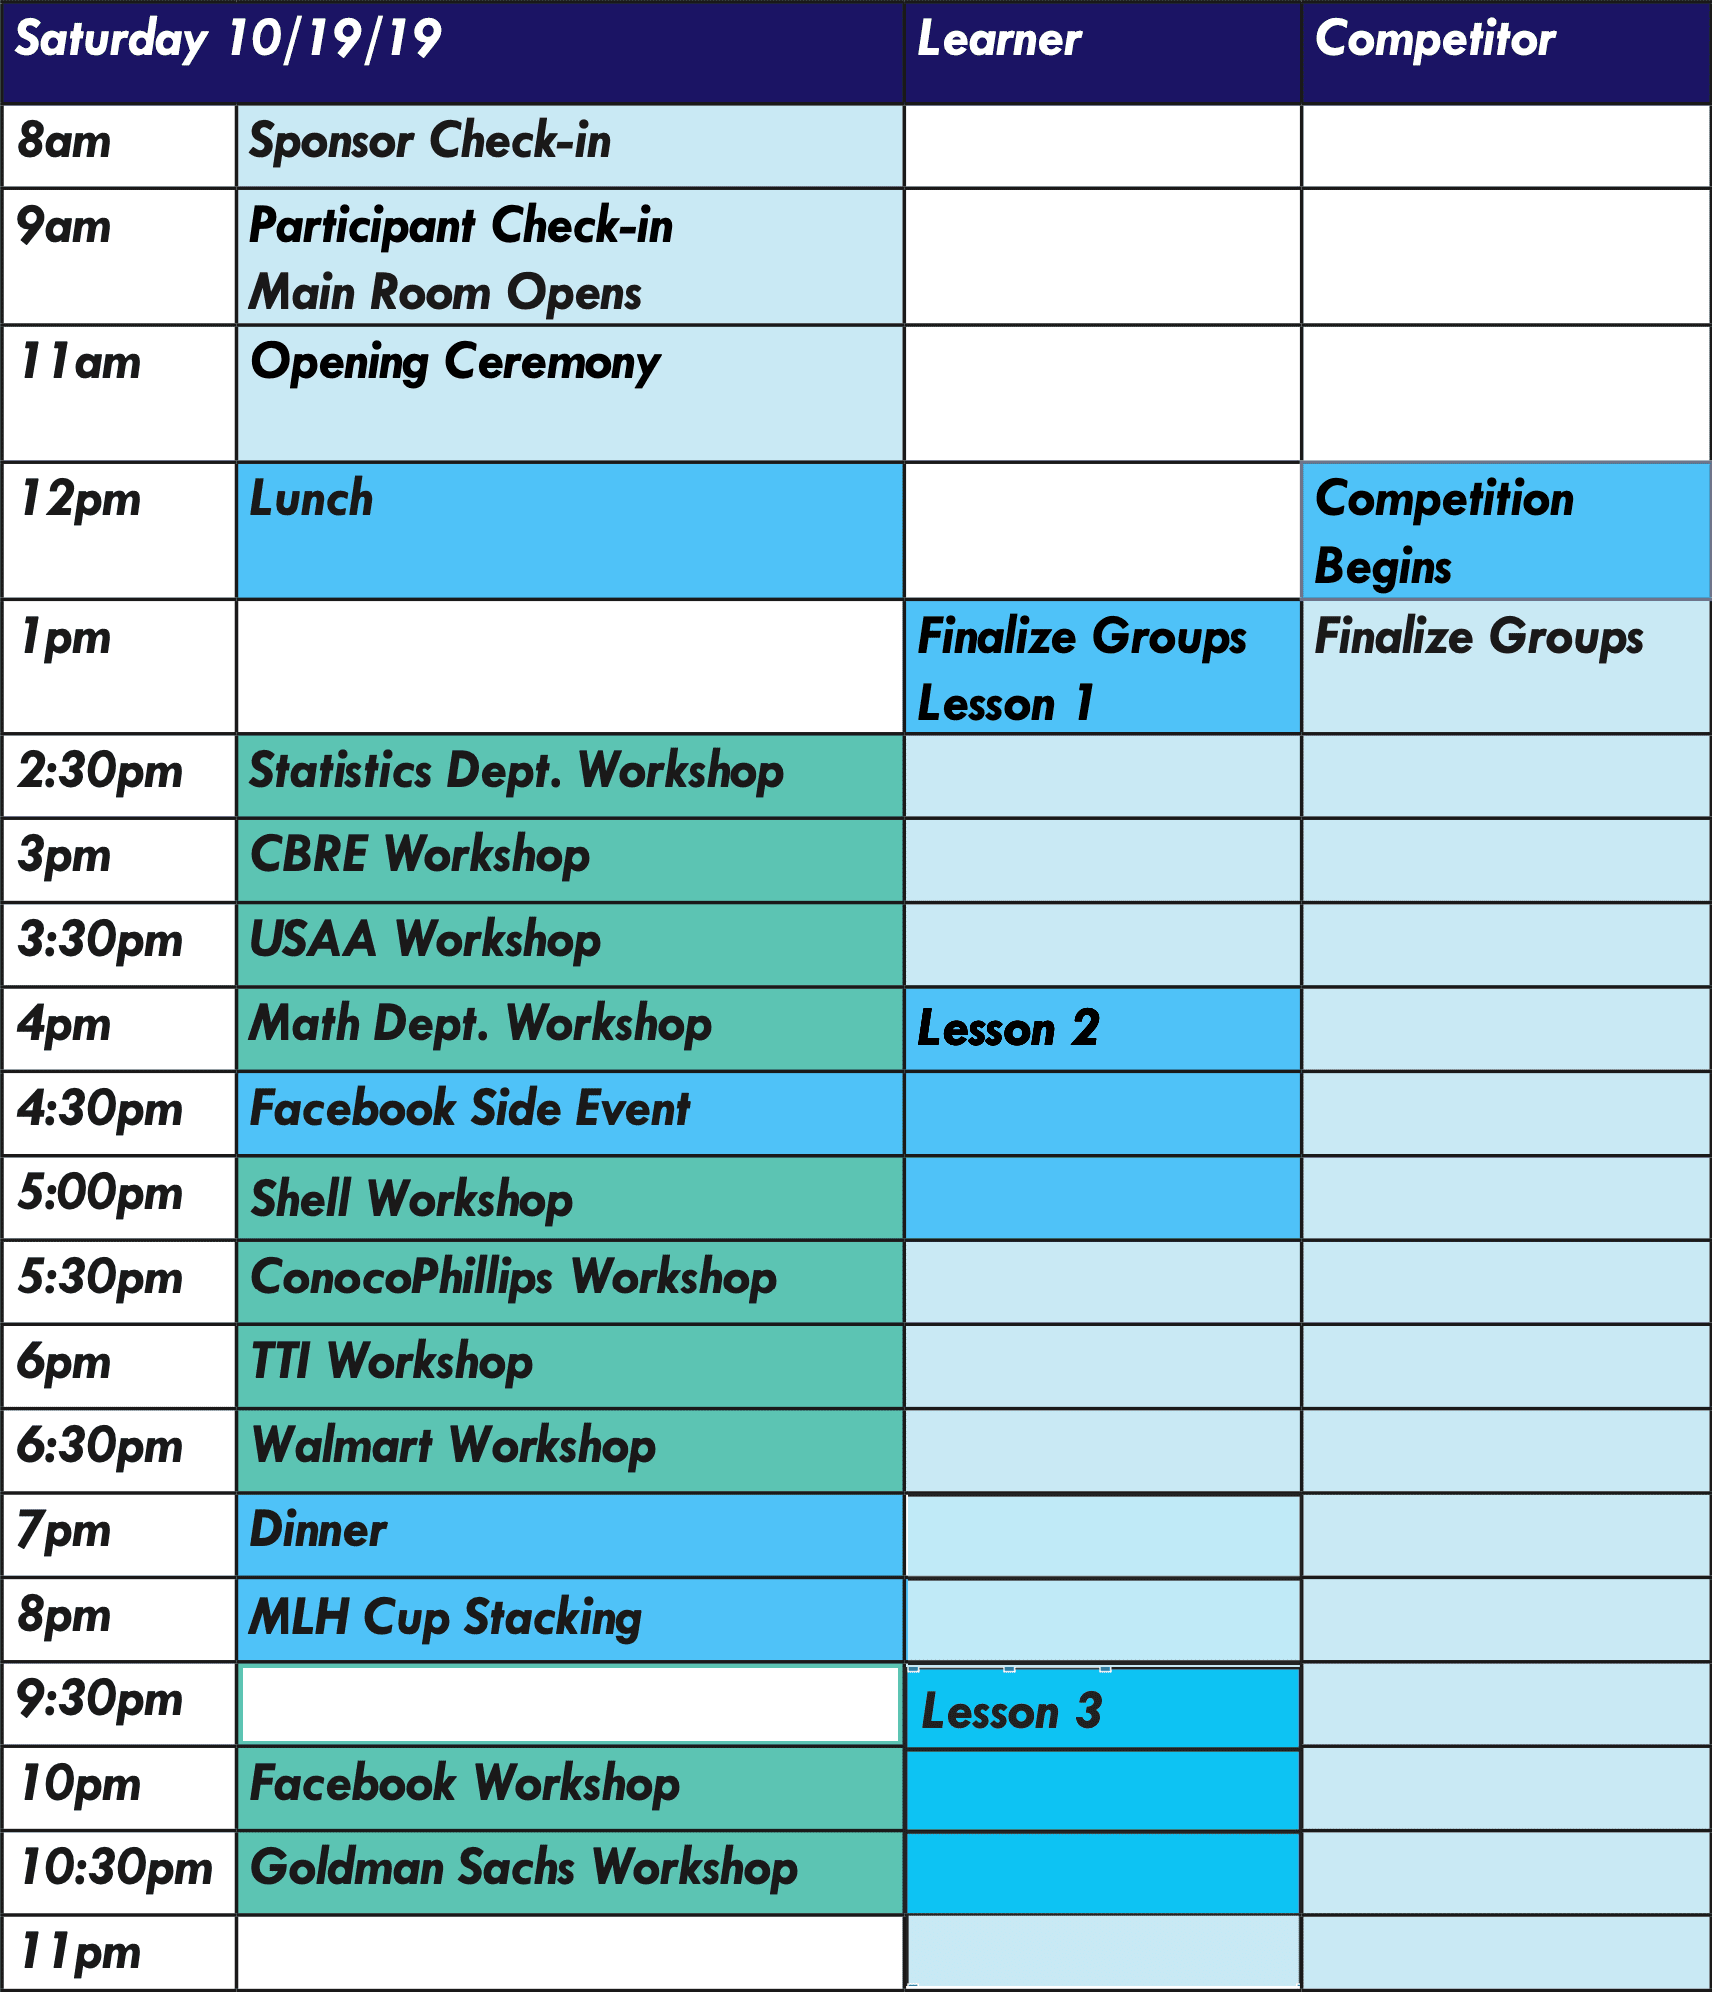 Saturday 10/19/19 Learner Competitor
8am Sponsor Check-in
9am Participant Check-in
Main Room Opens
11am Opening Ceremony
12pm Lunch Competition
Begins
1pm Finalize Groups Finalize Groups
Lesson 1
2:30pm Statistics Dept. Workshop
3pm CBRE Workshop
3:30pm USAA Workshop
4pm Math Dept. Workshop Lesson 2
4:30pm Facebook Side Event
5:00pm Shell Workshop
5:30pm ConocoPhillips Workshop
6pm TTI Workshop
6:30pm Walmart Workshop
7pm Dinner
8pm MLH Cup Stacking
9:30pm Lesson 3
10pm Facebook Workshop
10:30pm Goldman Sachs Workshop
11pm